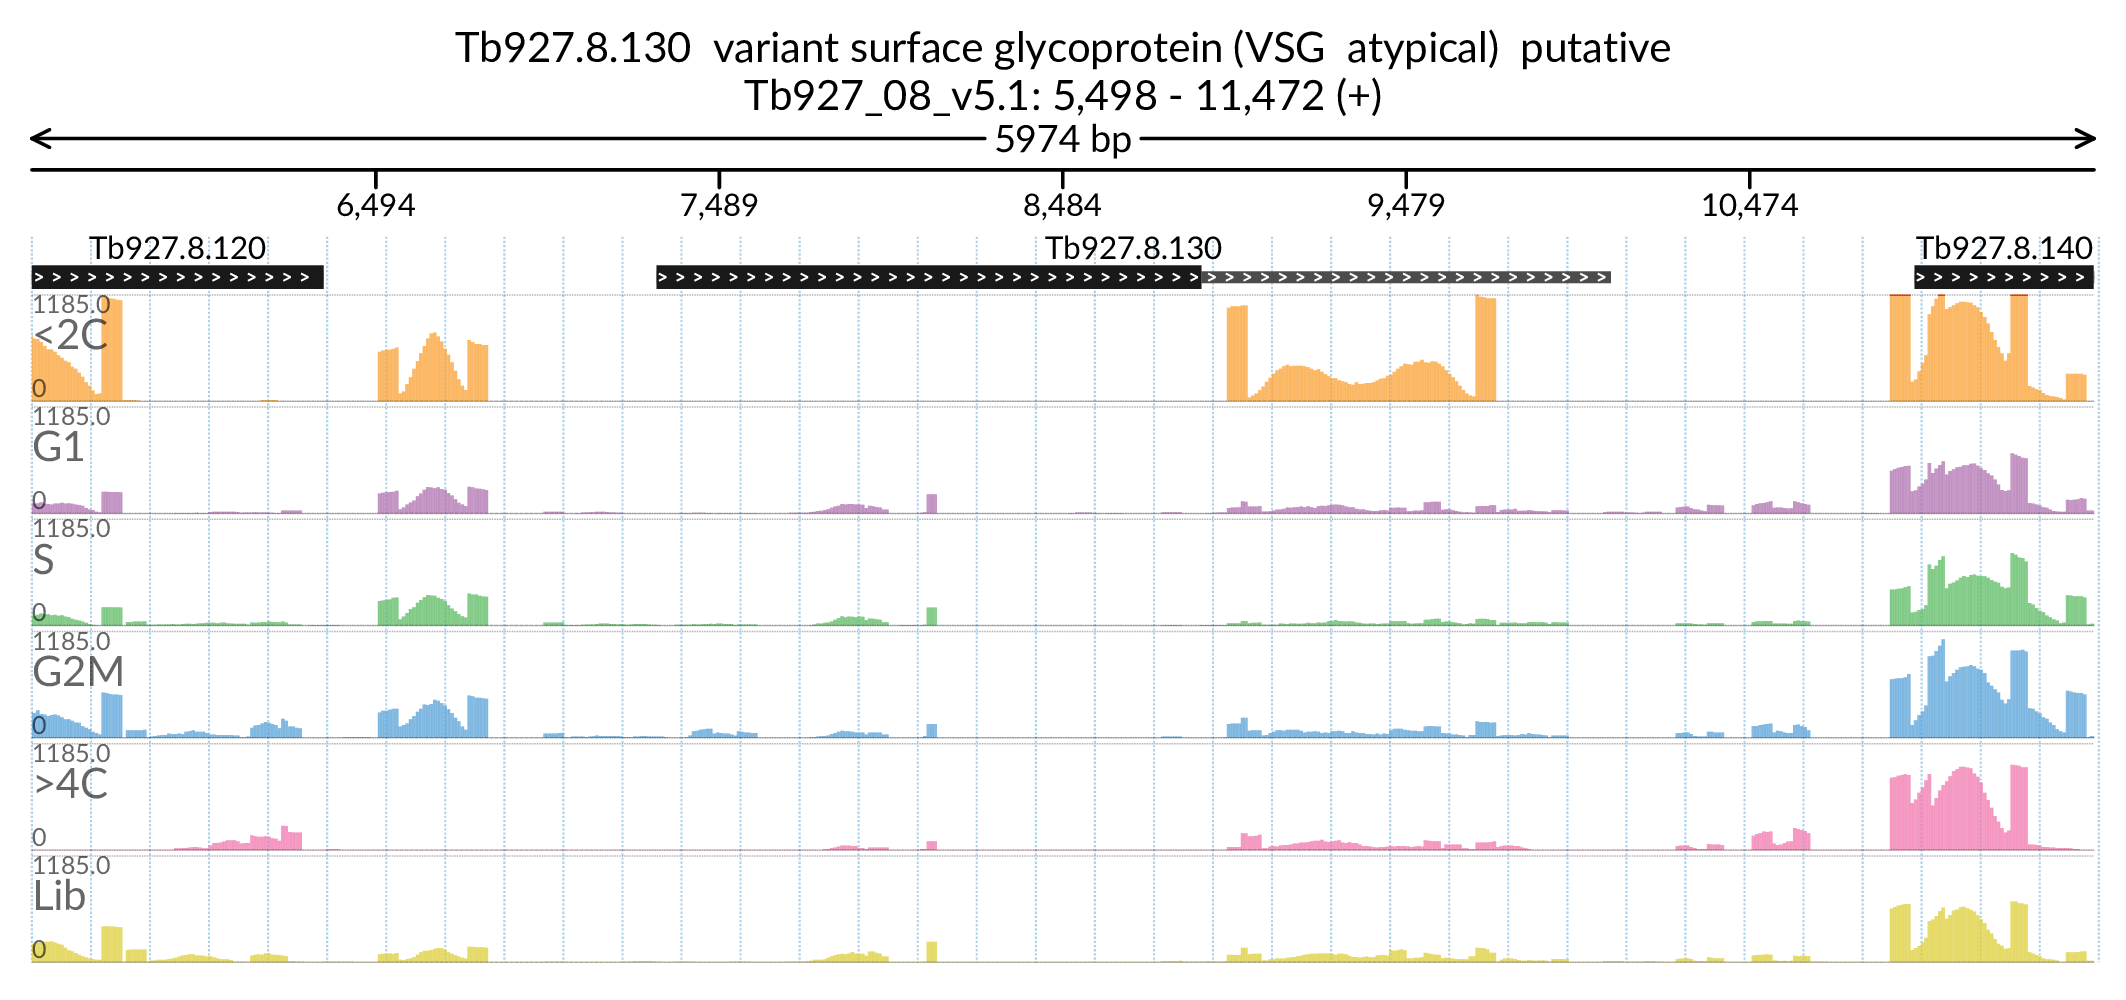 Tb927.8.130  variant surface glycoprotein (VSG  atypical)  putative
Tb927_08_v5.1: 5,498 - 11,472 (+)
5974 bp
6,494 7,489 8,484 9,479 10,474
Tb927.8.120 Tb927.8.130 Tb927.8.140
1185.0
<2C
0
1185.0
G1
0
1185.0
S
0
1185.0
G2M
0
1185.0
>4C
0
1185.0
Lib
0